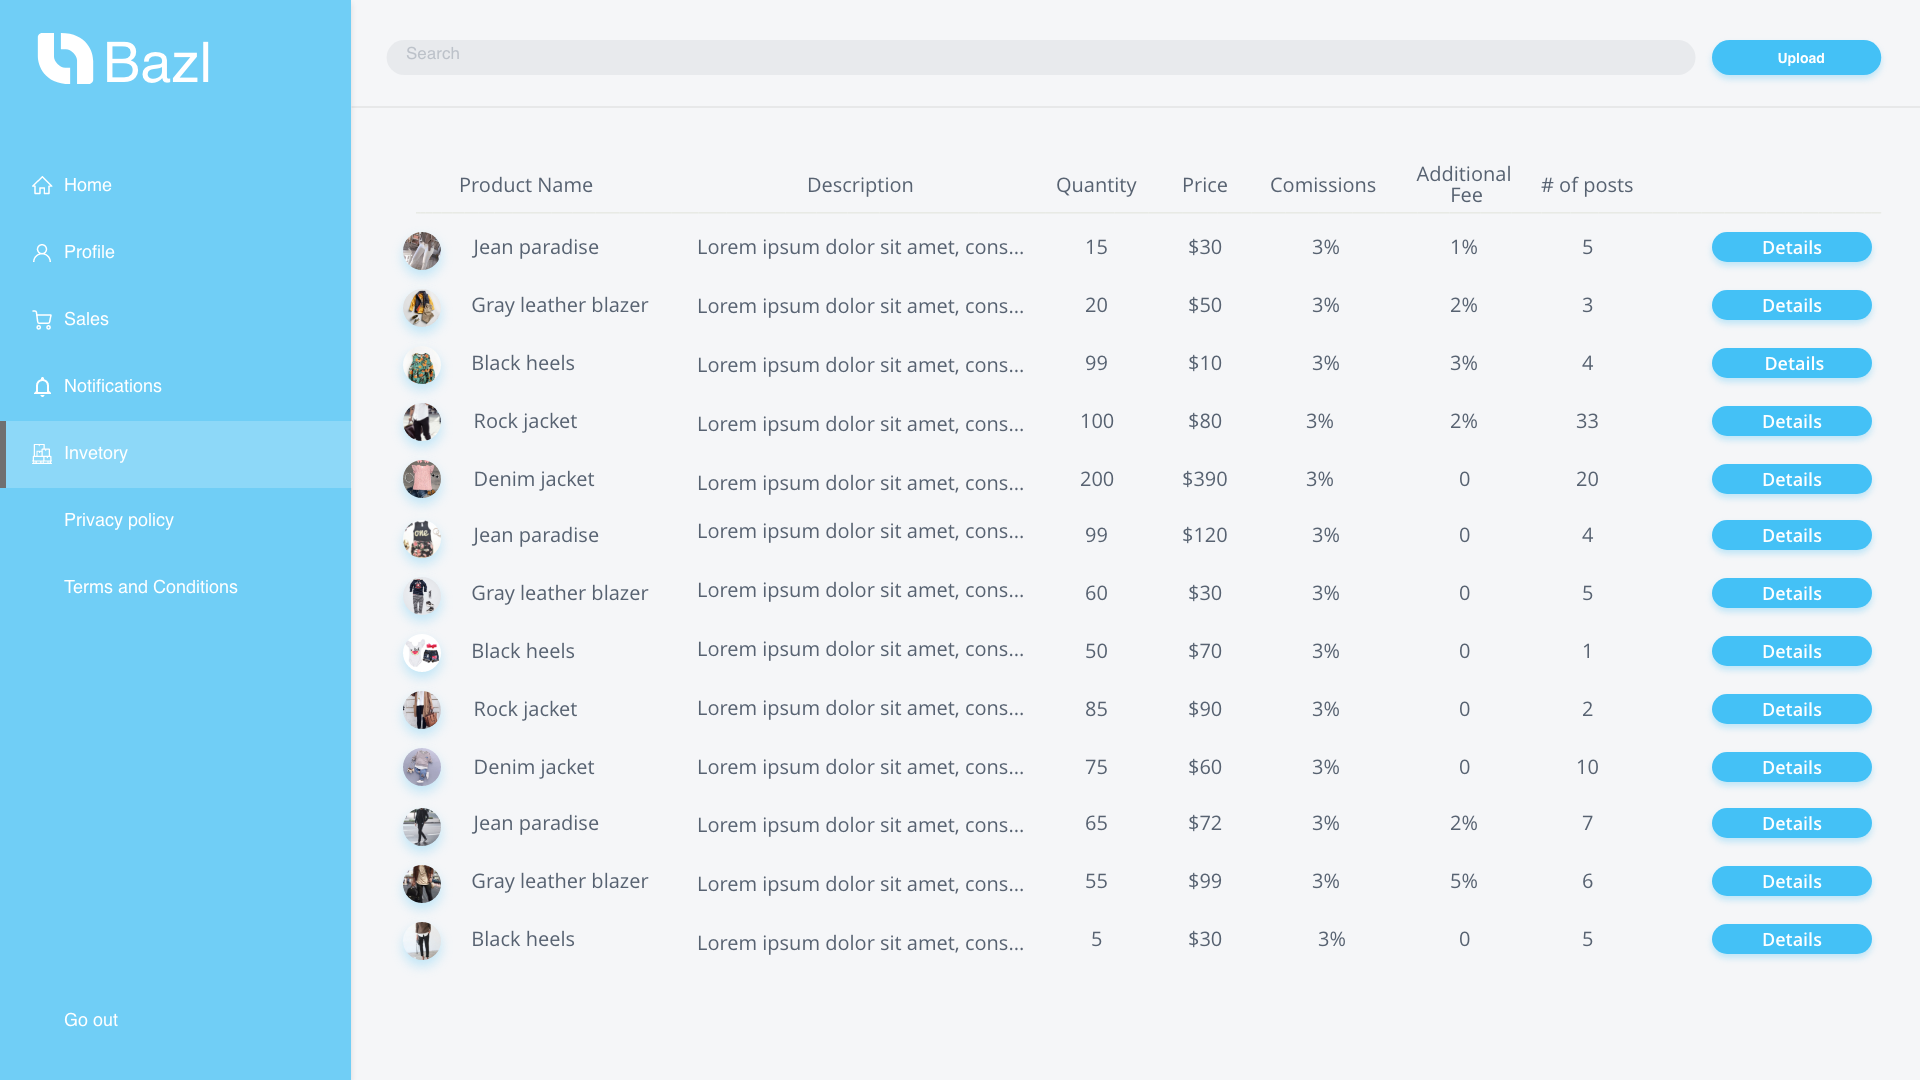 Bazl
Search
Upload
Home
Profile
Sales
Notifications
Invetory
Privacy policy
Terms and Conditions
Go out
Product Name Description Quantity Price Comissions Additional Fee # of posts
Jean paradise Lorem ipsum dolor sit amet, cons... 15 $30 3% 1% 5 Details
Gray leather blazer Lorem ipsum dolor sit amet, cons... 20 $50 3% 2% 3 Details
Black heels Lorem ipsum dolor sit amet, cons... 99 $10 3% 3% 4 Details
Rock jacket Lorem ipsum dolor sit amet, cons... 100 $80 3% 2% 33 Details
Denim jacket Lorem ipsum dolor sit amet, cons... 200 $390 3% 0 20 Details
Jean paradise Lorem ipsum dolor sit amet, cons... 99 $120 3% 0 4 Details
Gray leather blazer Lorem ipsum dolor sit amet, cons... 60 $30 3% 0 5 Details
Black heels Lorem ipsum dolor sit amet, cons... 50 $70 3% 0 1 Details
Rock jacket Lorem ipsum dolor sit amet, cons... 85 $90 3% 0 2 Details
Denim jacket Lorem ipsum dolor sit amet, cons... 75 $60 3% 0 10 Details
Jean paradise Lorem ipsum dolor sit amet, cons... 65 $72 3% 2% 7 Details
Gray leather blazer Lorem ipsum dolor sit amet, cons... 55 $99 3% 5% 6 Details
Black heels Lorem ipsum dolor sit amet, cons... 5 $30 3% 0 5 Details